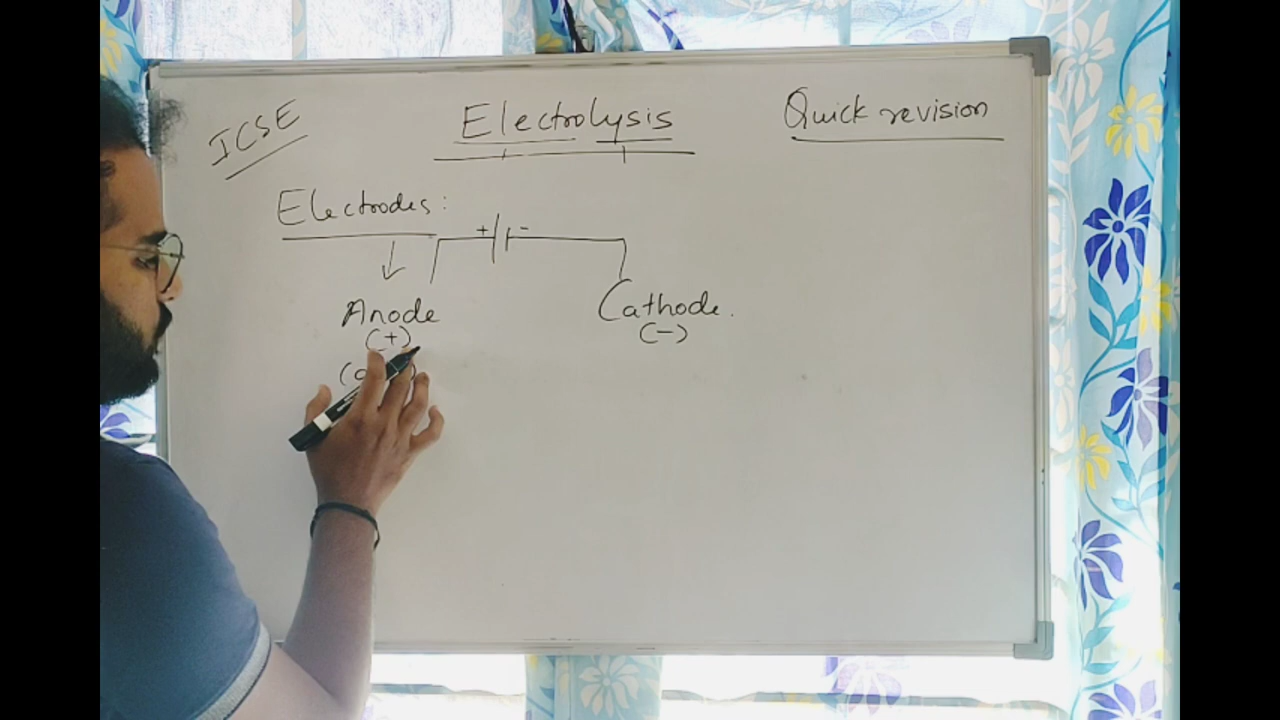 ICSE
Electrolysis
Quick revision
Electrodes:
+ -
Anode
Cathode.
(+)
(-)